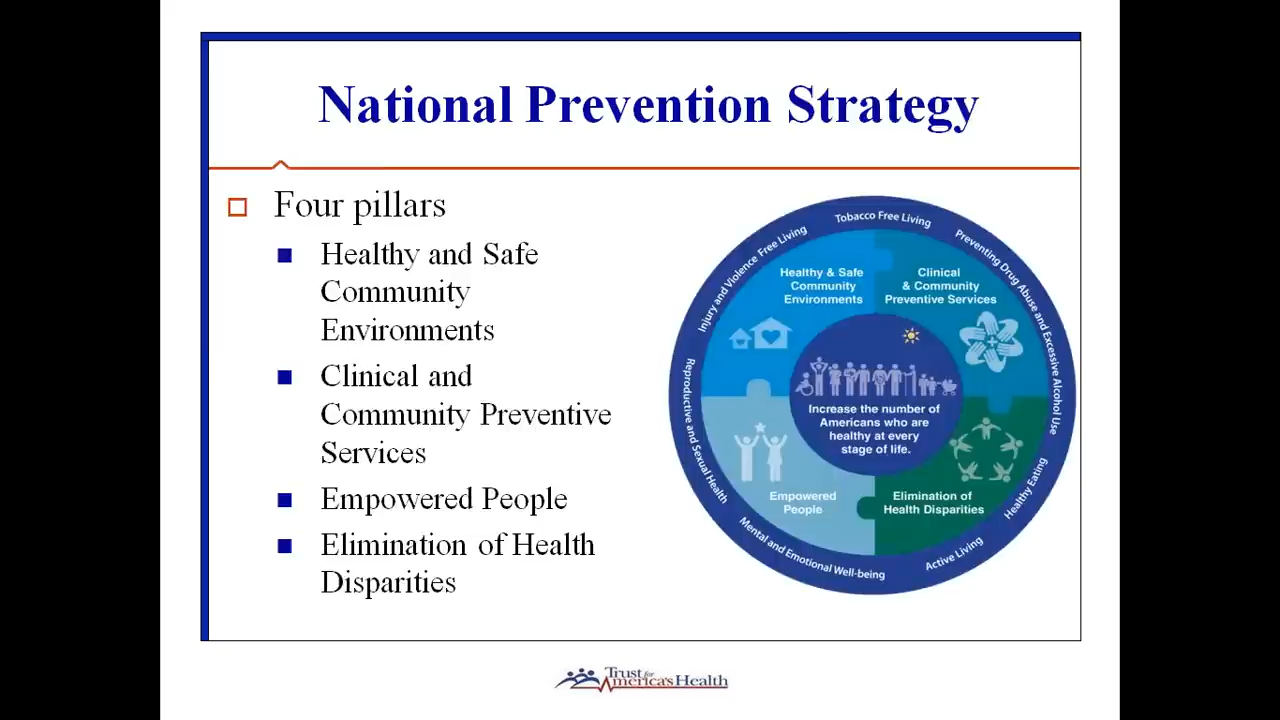 National Prevention Strategy
Four pillars
Healthy and Safe
Community
Environments
Clinical and
Community Preventive
Services
Empowered People
Elimination of Health
Disparities
Tobacco Free Living
Preventing Drug Abuse and Excessive Alcohol Use
Healthy Eating
Active Living
Mental and Emotional Well-being
Reproductive and Sexual Health
Injury and Violence Free Living
Healthy & Safe
Community
Environments
Clinical
& Community
Preventive Services
Increase the number of
Americans who are
healthy at every
stage of life.
Empowered
People
Elimination of
Health Disparities
Trust for
America's Health